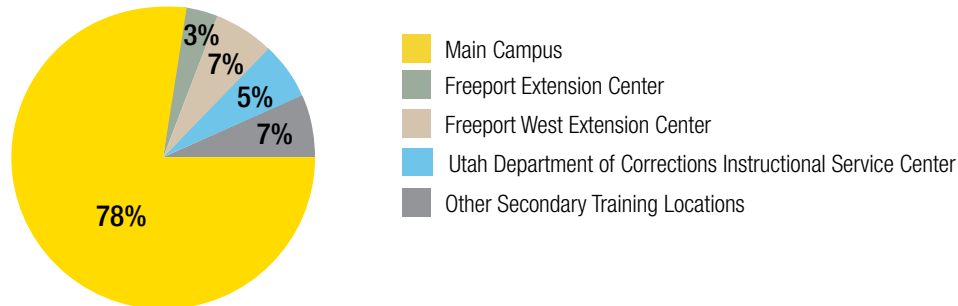 3%
7%
5%
7%
78%
Main Campus
Freeport Extension Center
Freeport West Extension Center
Utah Department of Corrections Instructional Service Center
Other Secondary Training Locations